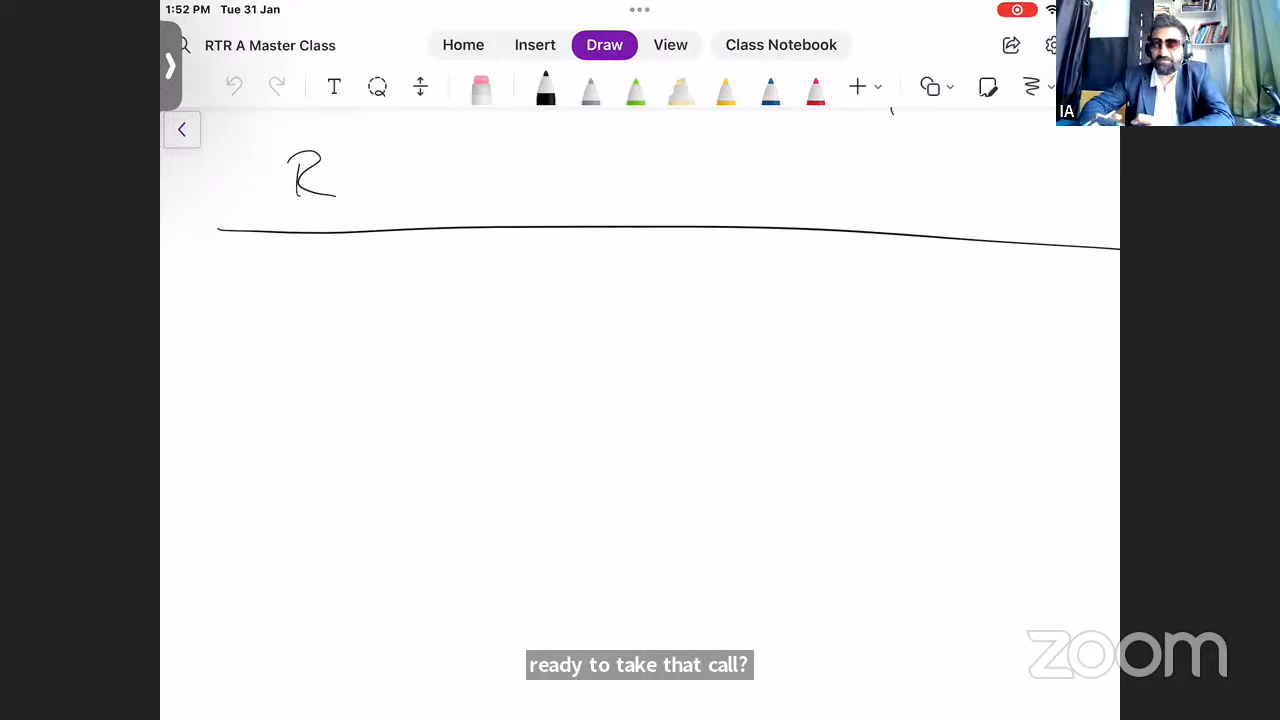 1:52 PM Tue 31 Jan
RTR A Master Class
Home Insert Draw View Class Notebook
T
IA
R
ready to take that call?
zoom